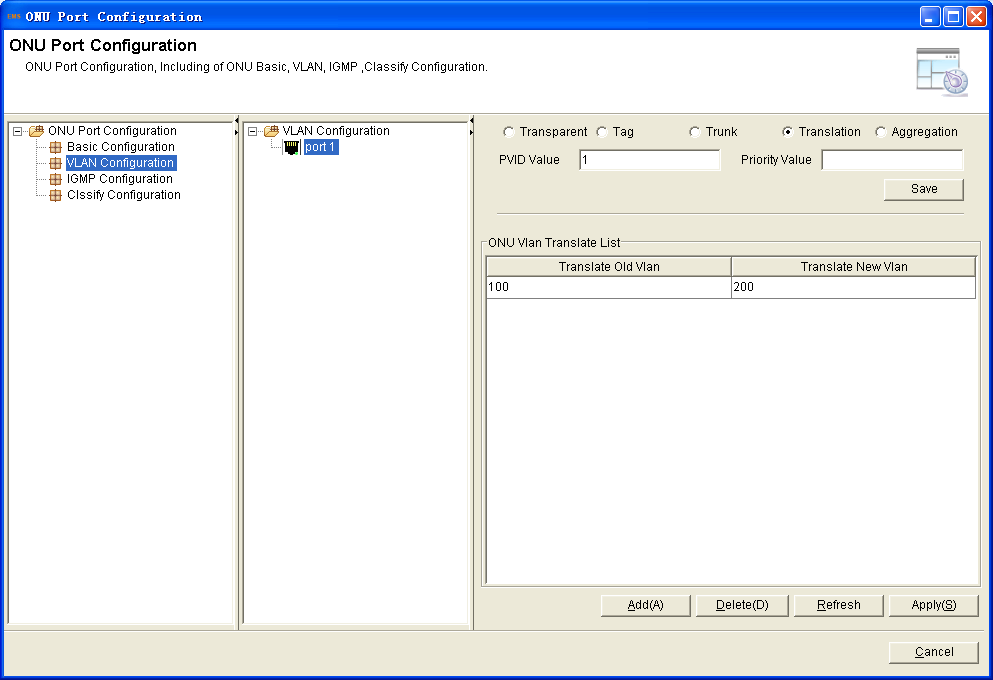 EMS ONU Port Configuration
ONU Port Configuration
ONU Port Configuration, Including of ONU Basic, VLAN, IGMP ,Classify Configuration.
ONU Port Configuration
Basic Configuration
VLAN Configuration
IGMP Configuration
Clssify Configuration
VLAN Configuration
port 1
Transparent Tag Trunk Translation Aggregation
PVID Value 1 Priority Value
Save
ONU Vlan Translate List
Translate Old Vlan Translate New Vlan
100 200
Add(A) Delete(D) Refresh Apply(S)
Cancel